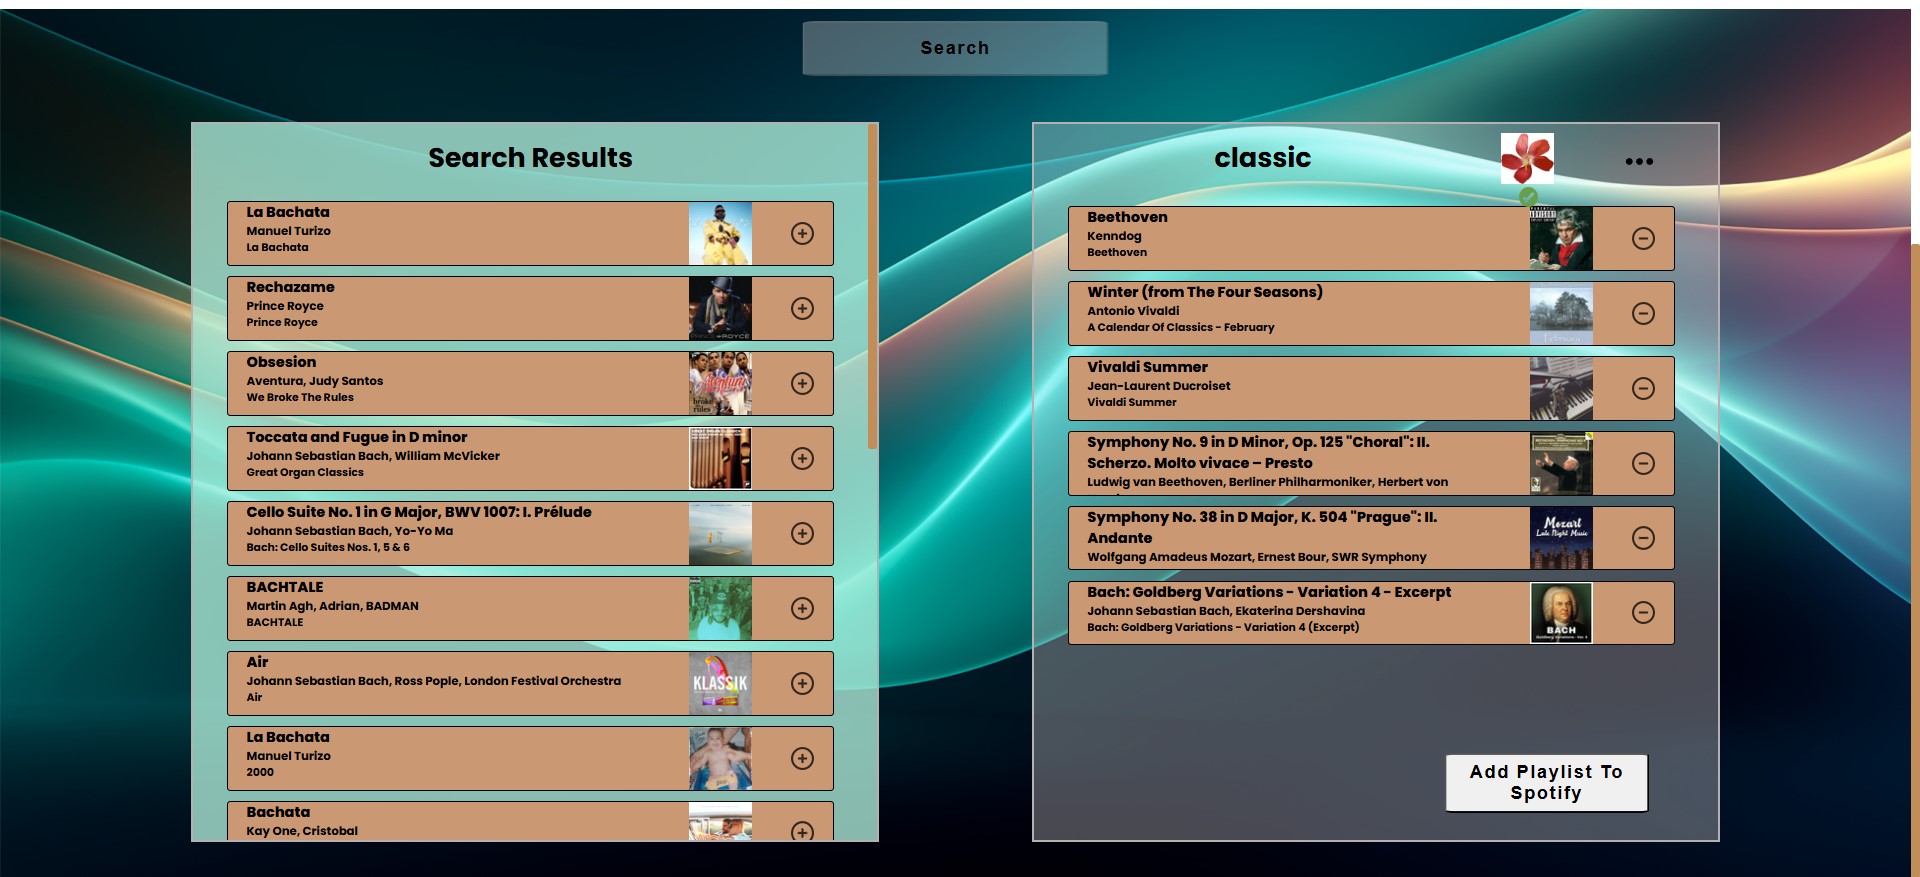 Search
Search Results
La Bachata
Manuel Turizo
La Bachata
Rechazame
Prince Royce
Prince Royce
Obsesion
Aventura, Judy Santos
We Broke The Rules
Toccata and Fugue in D minor
Johann Sebastian Bach, William McVicker
Great Organ Classics
Cello Suite No. 1 in G Major, BWV 1007: I. Prélude
Johann Sebastian Bach, Yo-Yo Ma
Bach: Cello Suites Nos. 1, 5 & 6
BACHTALE
Martin Agh, Adrian, BADMAN
BACHTALE
Air
Johann Sebastian Bach, Ross Pople, London Festival Orchestra
Air
KLASSIK
La Bachata
Manuel Turizo
2000
Bachata
Kay One, Cristobal
classic
Beethoven
Kenndog
Beethoven
Winter (from The Four Seasons)
Antonio Vivaldi
A Calendar Of Classics - February
Vivaldi Summer
Jean-Laurent Ducroiset
Vivaldi Summer
Symphony No. 9 in D Minor, Op. 125 "Choral": II.
Scherzo. Molto vivace – Presto
Ludwig van Beethoven, Berliner Philharmoniker, Herbert von
Symphony No. 38 in D Major, K. 504 "Prague": II.
Andante
Wolfgang Amadeus Mozart, Ernest Bour, SWR Symphony
Mozart
Late Night Music
Bach: Goldberg Variations - Variation 4 - Excerpt
Johann Sebastian Bach, Ekaterina Dershavina
Bach: Goldberg Variations - Variation 4 (Excerpt)
BACH
Add Playlist To
Spotify